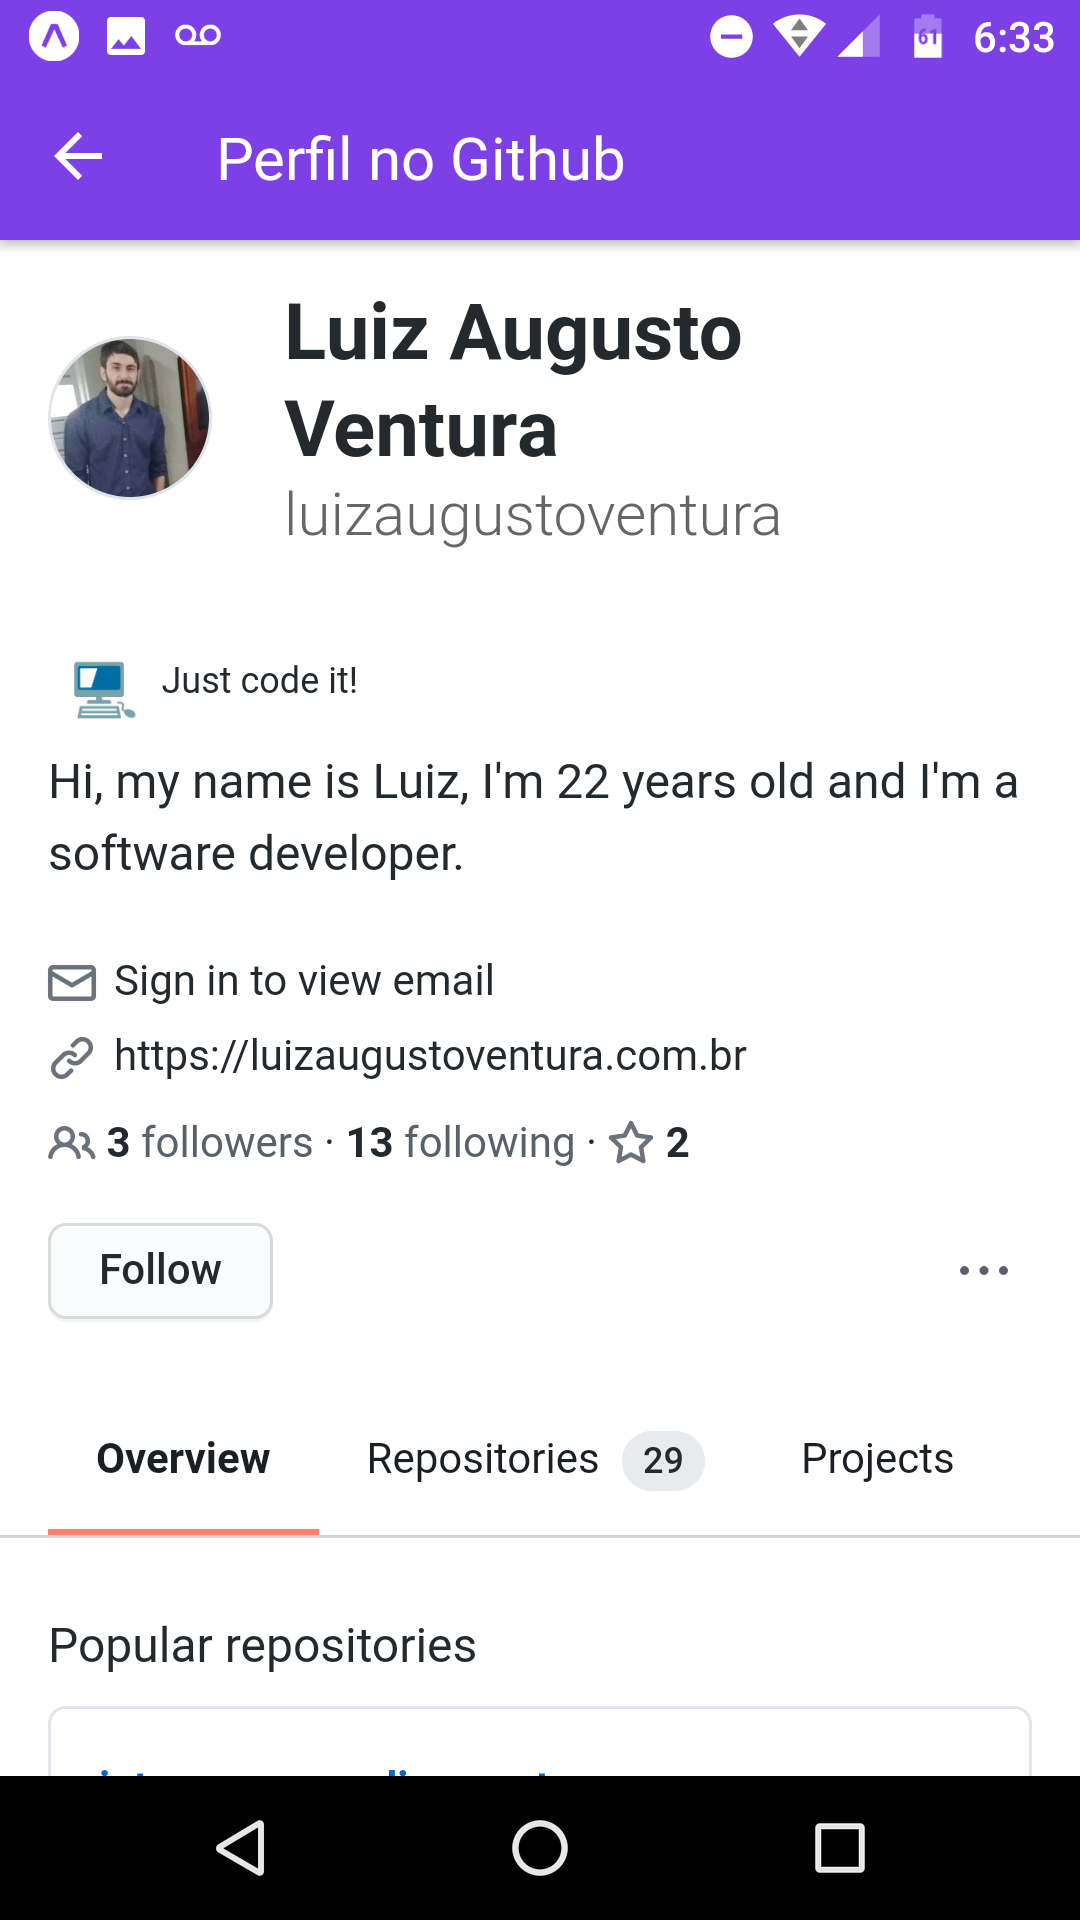 61 6:33
Perfil no Github
Luiz Augusto
Ventura
luizaugustoventura
Just code it!
Hi, my name is Luiz, I'm 22 years old and I'm a
software developer.
Sign in to view email
https://luizaugustoventura.com.br
3 followers · 13 following · 2
Follow
Overview Repositories 29 Projects
Popular repositories